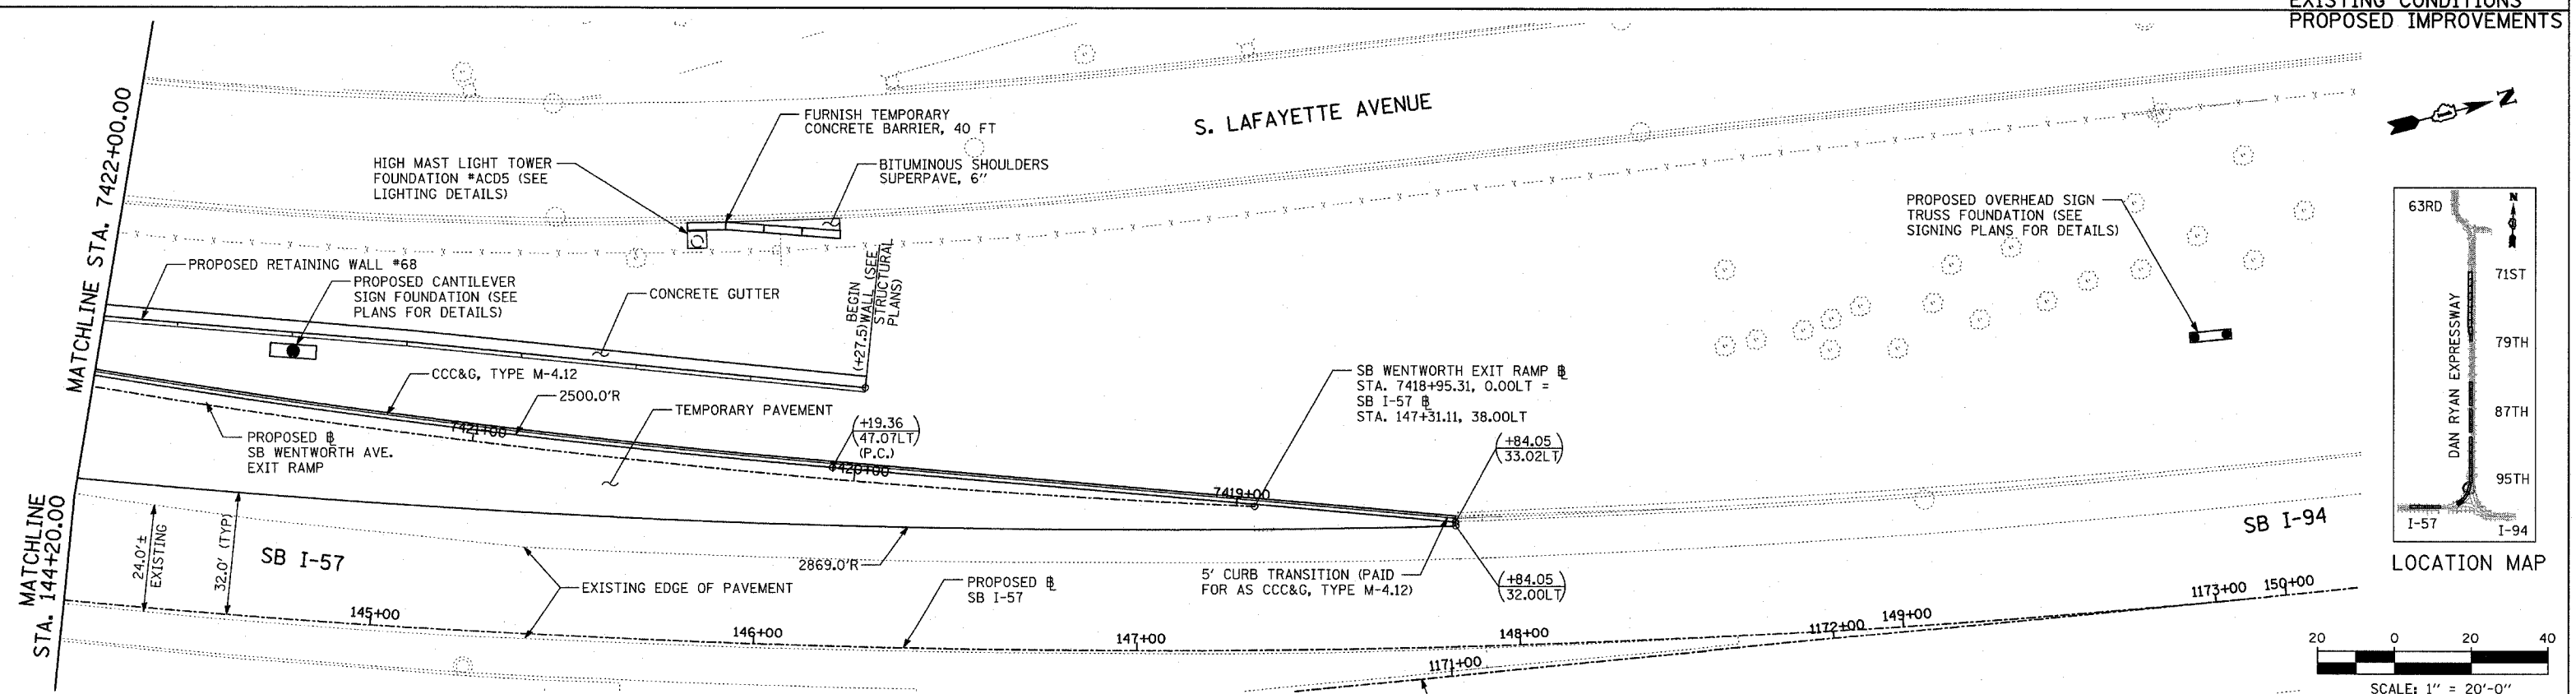 EXISTING CONDITIONS
PROPOSED IMPROVEMENTS
MATCHLINE STA. 7422+00.00
MATCHLINE
STA. 144+20.00
S. LAFAYETTE AVENUE
FURNISH TEMPORARY
CONCRETE BARRIER, 40 FT
HIGH MAST LIGHT TOWER
FOUNDATION #ACD5 (SEE
LIGHTING DETAILS)
BITUMINOUS SHOULDERS
SUPERPAVE, 6"
PROPOSED RETAINING WALL #68
PROPOSED CANTILEVER
SIGN FOUNDATION (SEE
PLANS FOR DETAILS)
CONCRETE GUTTER
BEGIN
(+27.5) WALL (SEE
STRUCTURAL
PLANS)
PROPOSED OVERHEAD SIGN
TRUSS FOUNDATION (SEE
SIGNING PLANS FOR DETAILS)
CCC&G, TYPE M-4.12
2500.0'R
TEMPORARY PAVEMENT
7421+00
PROPOSED ℄
SB WENTWORTH AVE.
EXIT RAMP
+19.36
47.07LT
(P.C.)
7420+00
SB WENTWORTH EXIT RAMP ℄
STA. 7418+95.31, 0.00LT =
SB I-57 ℄
STA. 147+31.11, 38.00LT
7419+00
+84.05
33.02LT
24.0'±
EXISTING
32.0' (TYP)
SB I-57
EXISTING EDGE OF PAVEMENT
2869.0'R
PROPOSED ℄
SB I-57
5' CURB TRANSITION (PAID
FOR AS CCC&G, TYPE M-4.12)
+84.05
32.00LT
SB I-94
145+00
146+00
147+00
148+00
149+00
150+00
1171+00
1172+00
1173+00
N
63RD
N
71ST
79TH
87TH
95TH
DAN RYAN EXPRESSWAY
I-57
I-94
LOCATION MAP
20 0 20 40
SCALE: 1" = 20'-0"